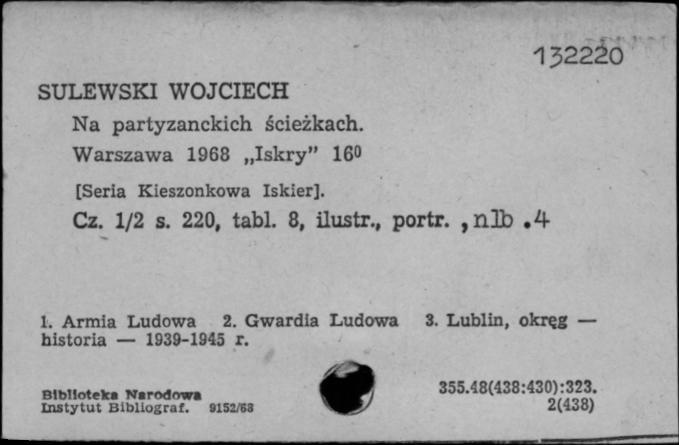 132220
SULEWSKI WOJCIECH
Na partyzanckich ścieżkach.
Warszawa 1968 „Iskry” 16⁰
[Seria Kieszonkowa Iskier].
Cz. 1/2 s. 220, tabl. 8, ilustr., portr. , nlb .4
1. Armia Ludowa 2. Gwardia Ludowa 3. Lublin, okręg —
historia — 1939-1945 r.
Biblioteka Narodowa
Instytut Bibliograf. 9152/68
355.48(438:430):323.
2(438)